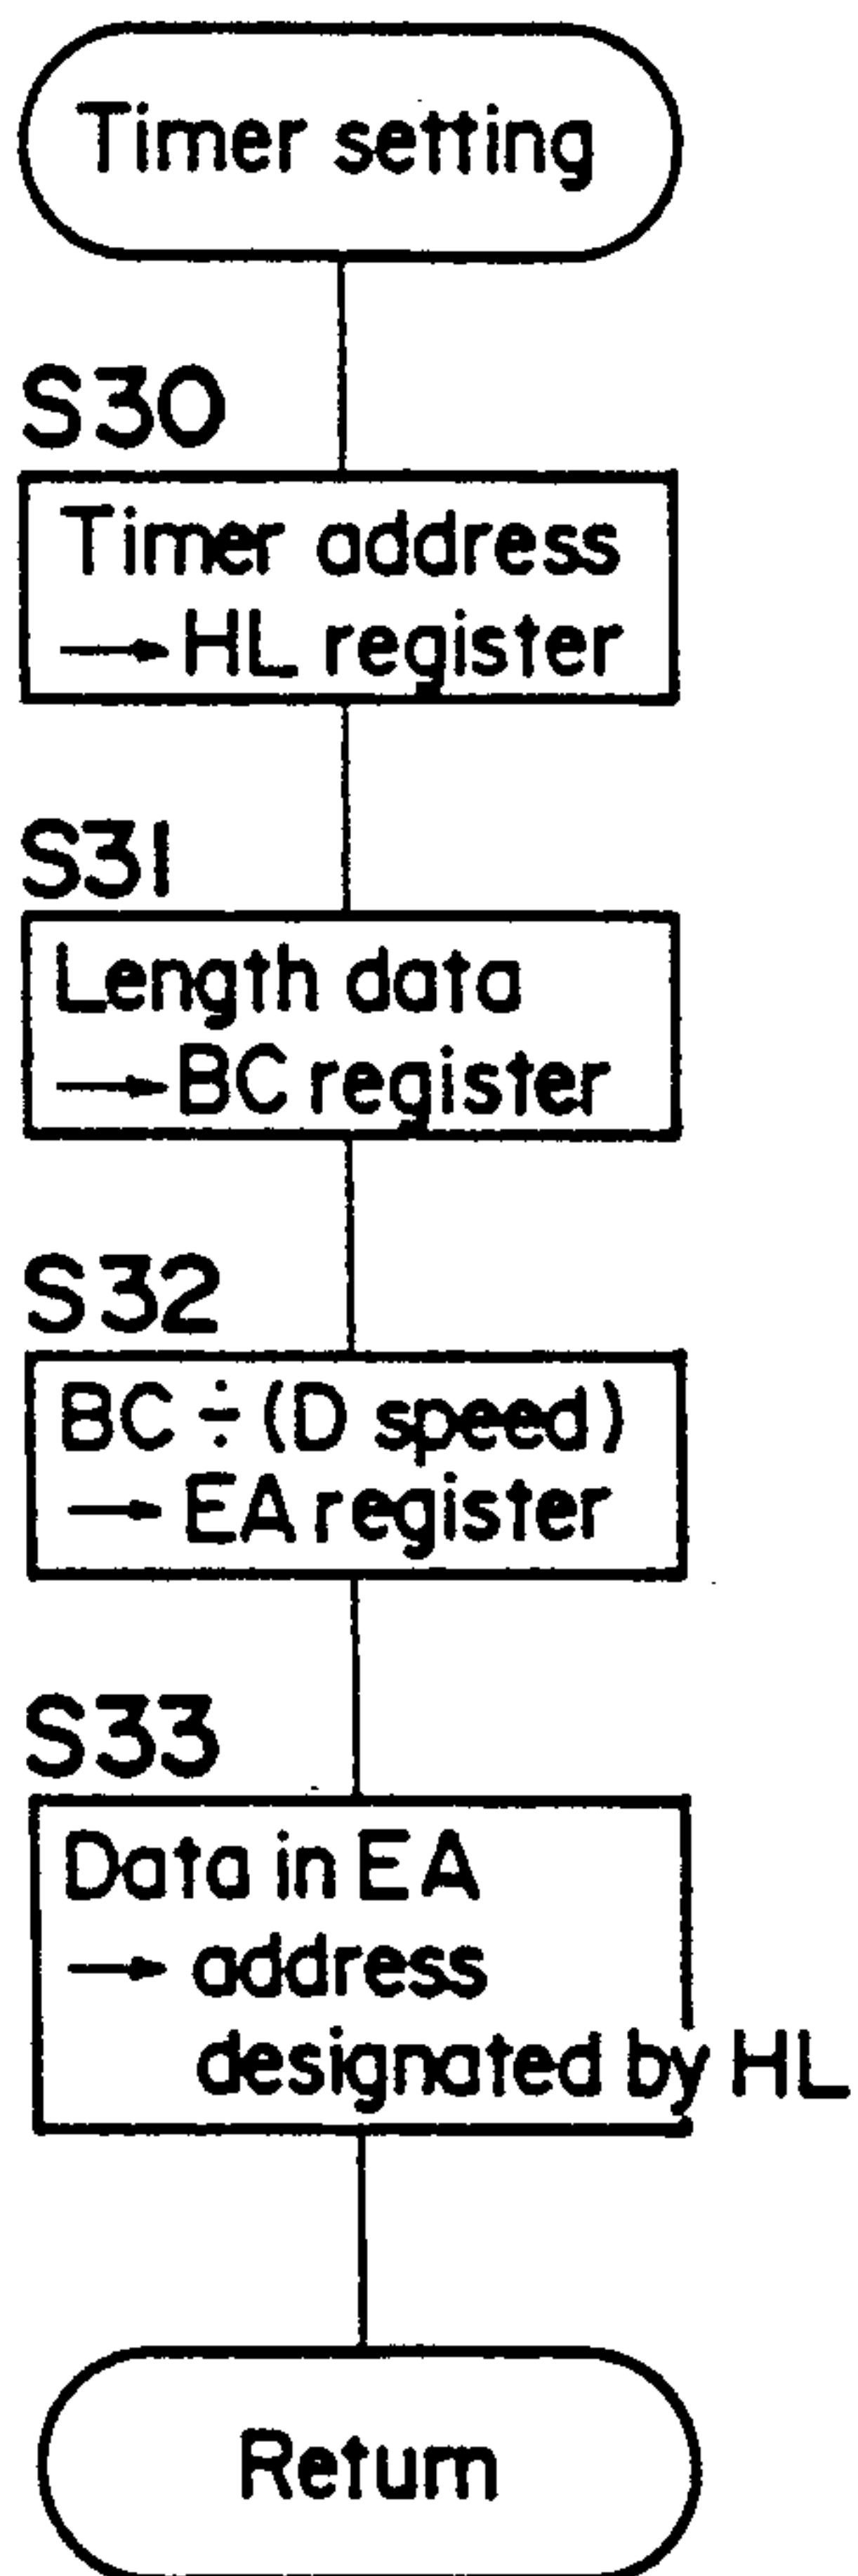 Timer setting
S30
Timer address
→ HL register
S31
Length data
→ BC register
S32
BC ÷ (D speed)
→ EA register
S33
Data in EA
→ address
designated by HL
Return